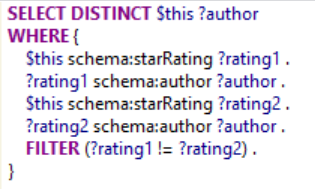 SELECT DISTINCT $this ?author
WHERE {
$this schema:starRating ?rating1 .
?rating1 schema:author ?author .
$this schema:starRating ?rating2 .
?rating2 schema:author ?author .
FILTER (?rating1 != ?rating2) .
}